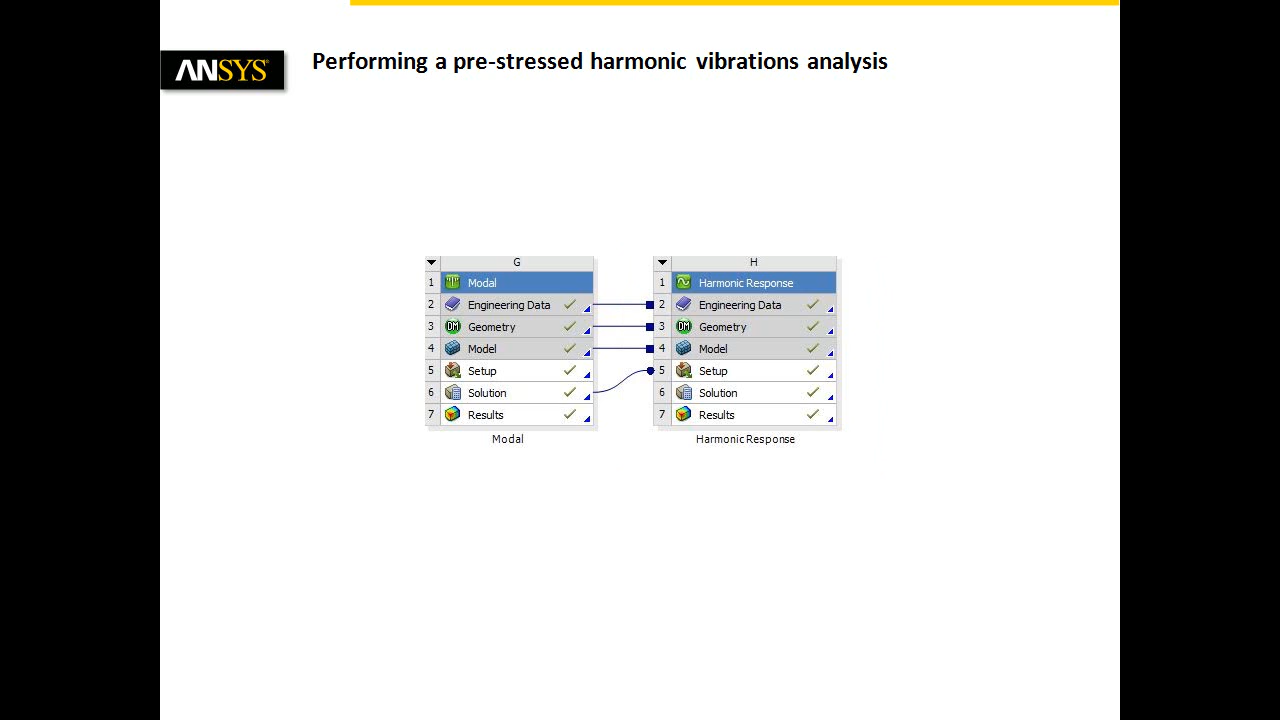 ANSYS
Performing a pre-stressed harmonic vibrations analysis
G
1 Modal
2 Engineering Data
3 DM Geometry
4 Model
5 Setup
6 Solution
7 Results
Modal
H
1 Harmonic Response
2 Engineering Data
3 DM Geometry
4 Model
5 Setup
6 Solution
7 Results
Harmonic Response